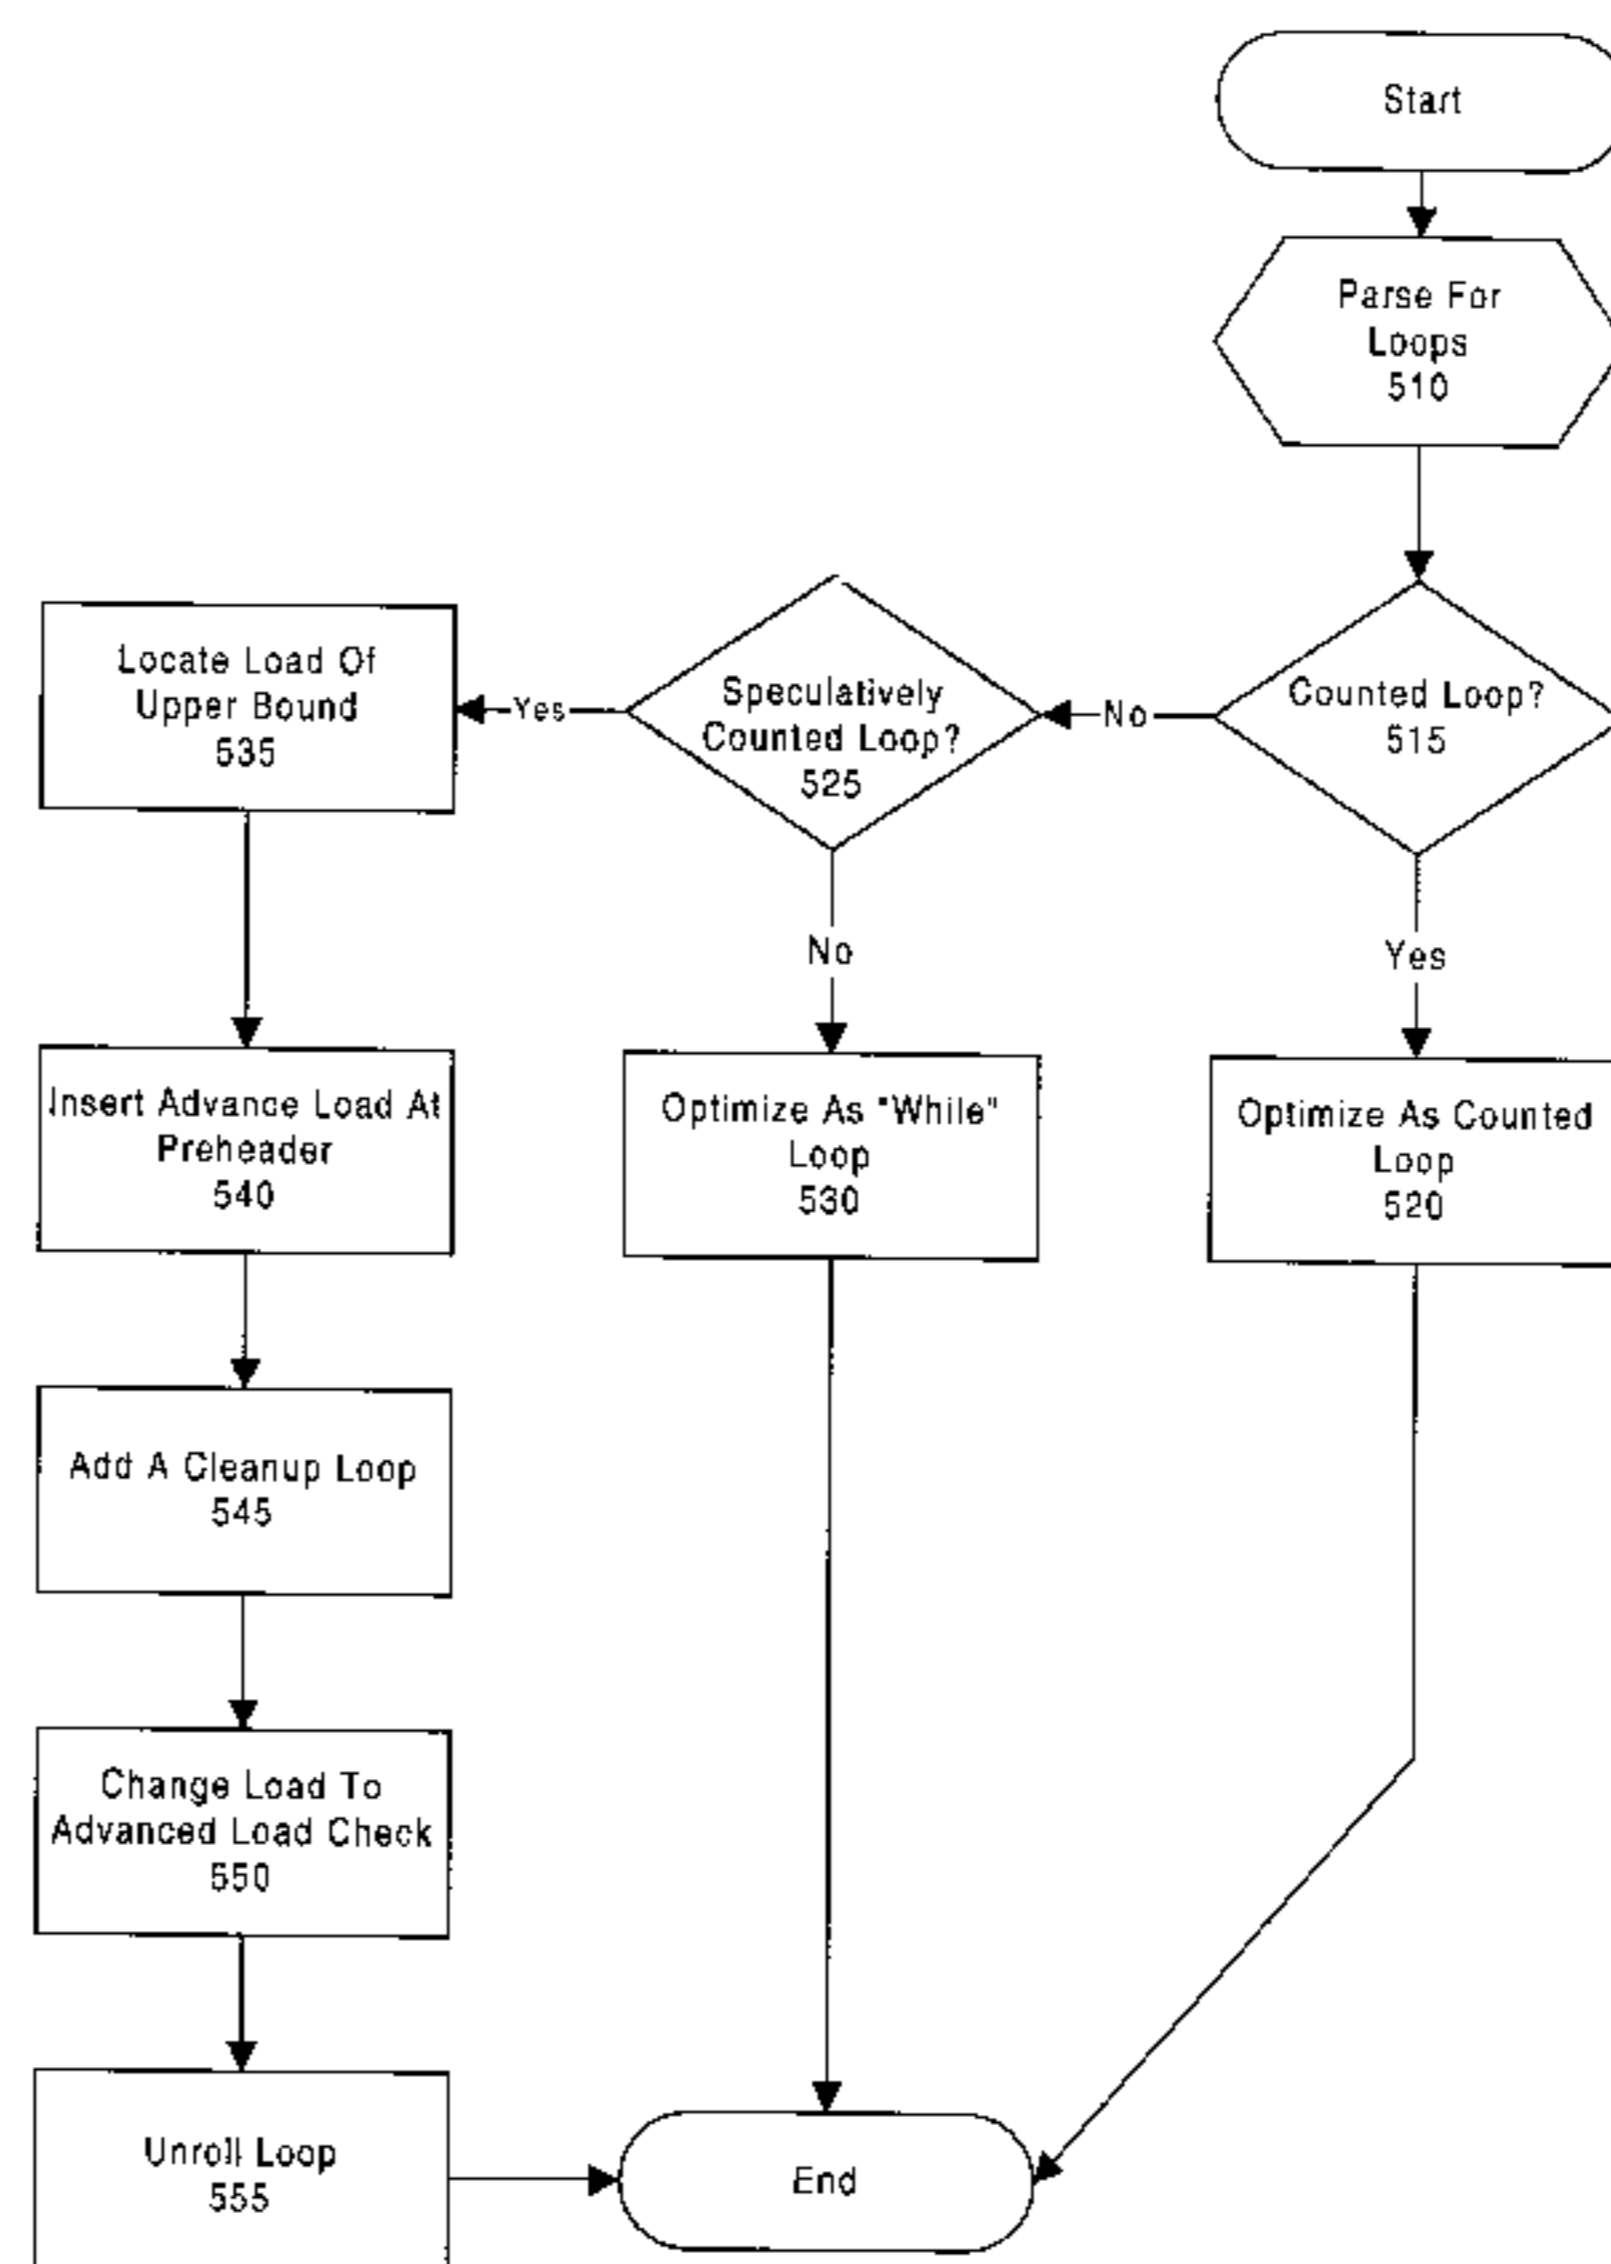 Start
Parse For
Loops
510
Counted Loop?
515
No
Yes
Speculatively
Counted Loop?
525
Yes
No
Locate Load Of
Upper Bound
535
Insert Advance Load At
Preheader
540
Optimize As "While"
Loop
530
Optimize As Counted
Loop
520
Add A Cleanup Loop
545
Change Load To
Advanced Load Check
550
Unroll Loop
555
End